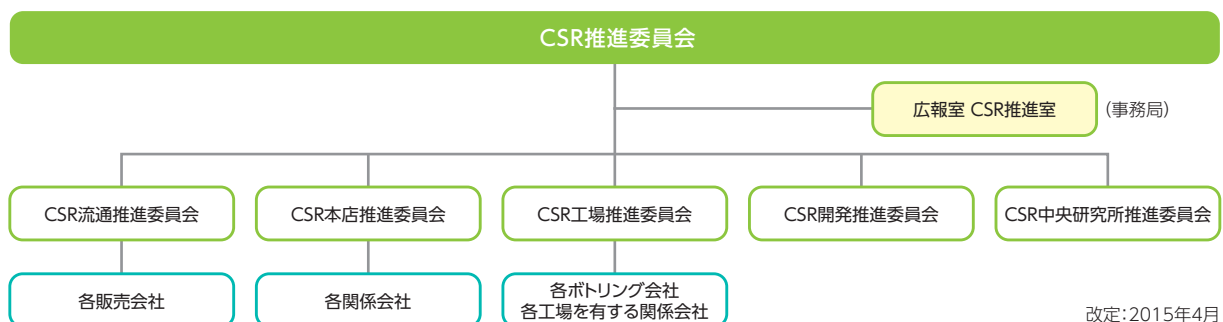 CSR推進委員会
広報室 CSR推進室
(事務局)
CSR流通推進委員会
CSR本店推進委員会
CSR工場推進委員会
CSR開発推進委員会
CSR中央研究所推進委員会
各販売会社
各関係会社
各ボトリング会社
各工場を有する関係会社
改定:2015年4月